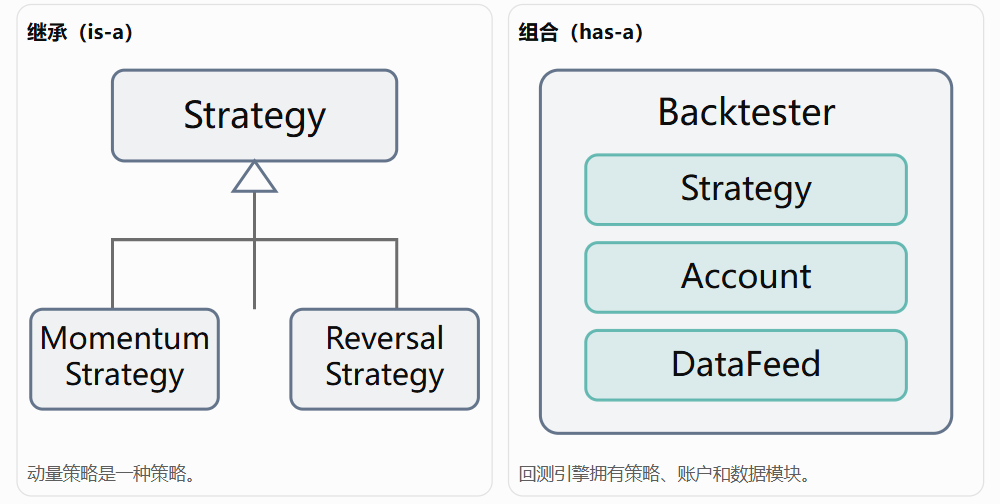 继承（is-a）
Strategy
Momentum
Strategy
Reversal
Strategy
动量策略是一种策略。
组合（has-a）
Backtester
Strategy
Account
DataFeed
回测引擎拥有策略、账户和数据模块。